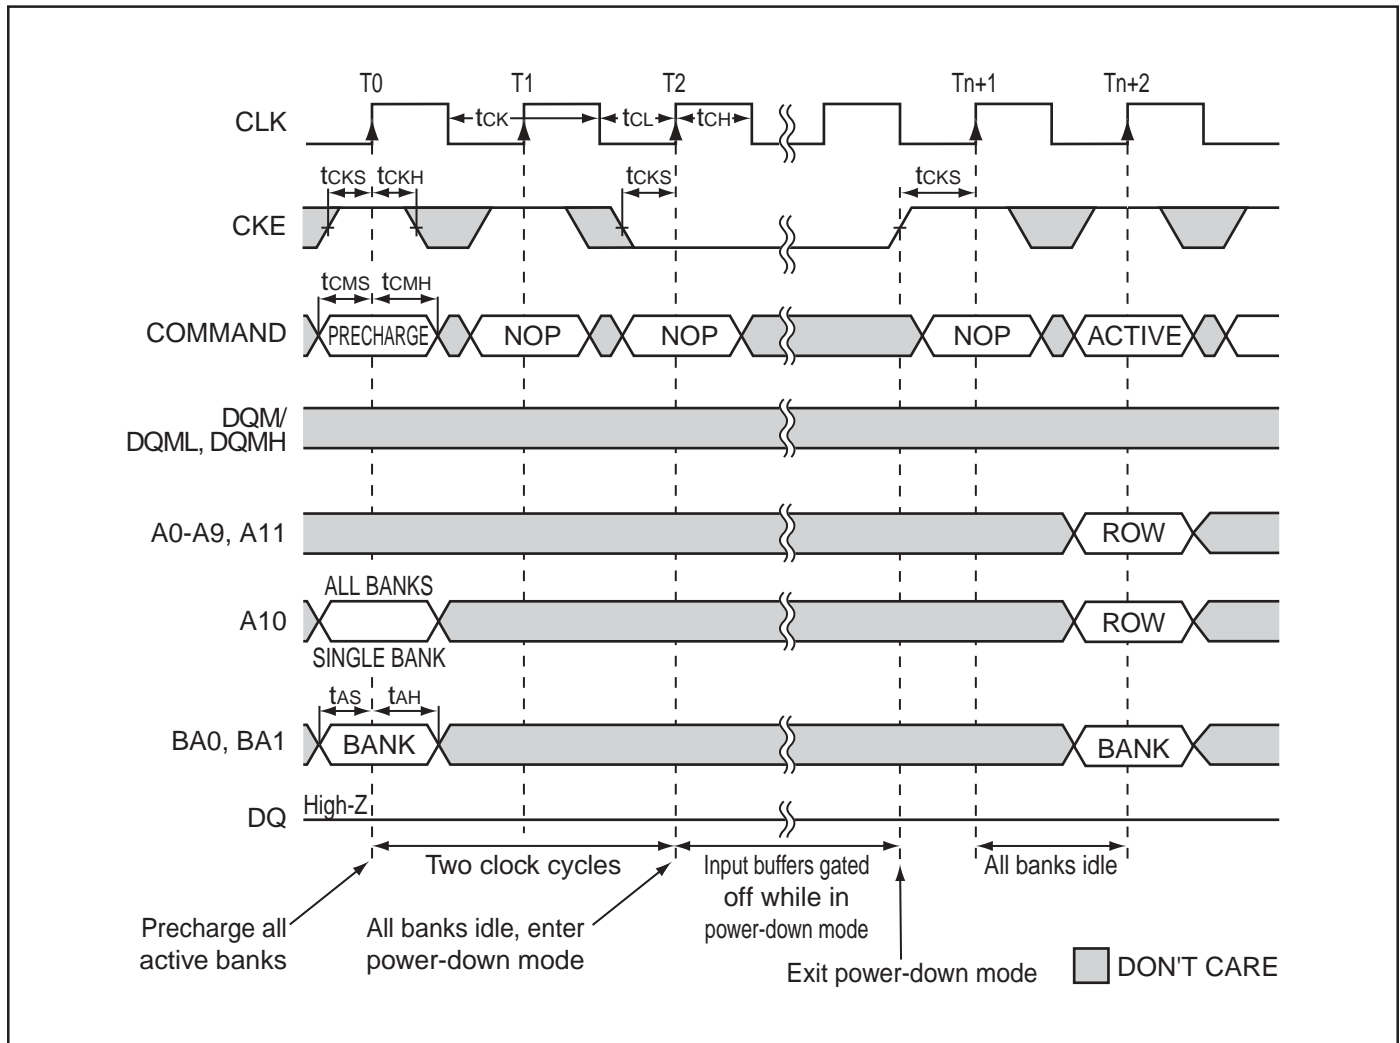 T0 T1 T2 Tn+1 Tn+2
CLK tCK tCL tCH
tCKS tCKH tCKS tCKS
CKE
tCMS tCMH
COMMAND PRECHARGE NOP NOP NOP ACTIVE
DQM/
DQML, DQMH
A0-A9, A11 ROW
ALL BANKS
A10 ROW
SINGLE BANK
tAS tAH
BA0, BA1 BANK BANK
DQ High-Z
Two clock cycles
Input buffers gated
off while in
power-down mode
All banks idle
Precharge all
active banks
All banks idle, enter
power-down mode
Exit power-down mode
DON'T CARE